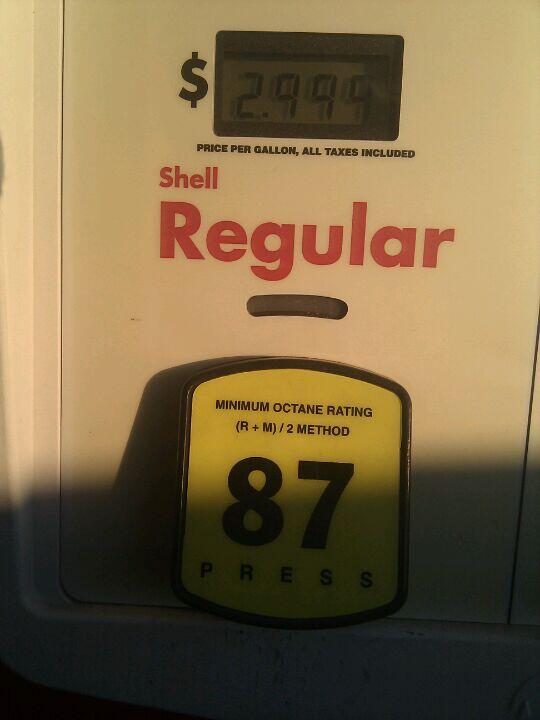 $ 2.999
PRICE PER GALLON, ALL TAXES INCLUDED
Shell
Regular
MINIMUM OCTANE RATING
(R + M) / 2 METHOD
87
PRESS